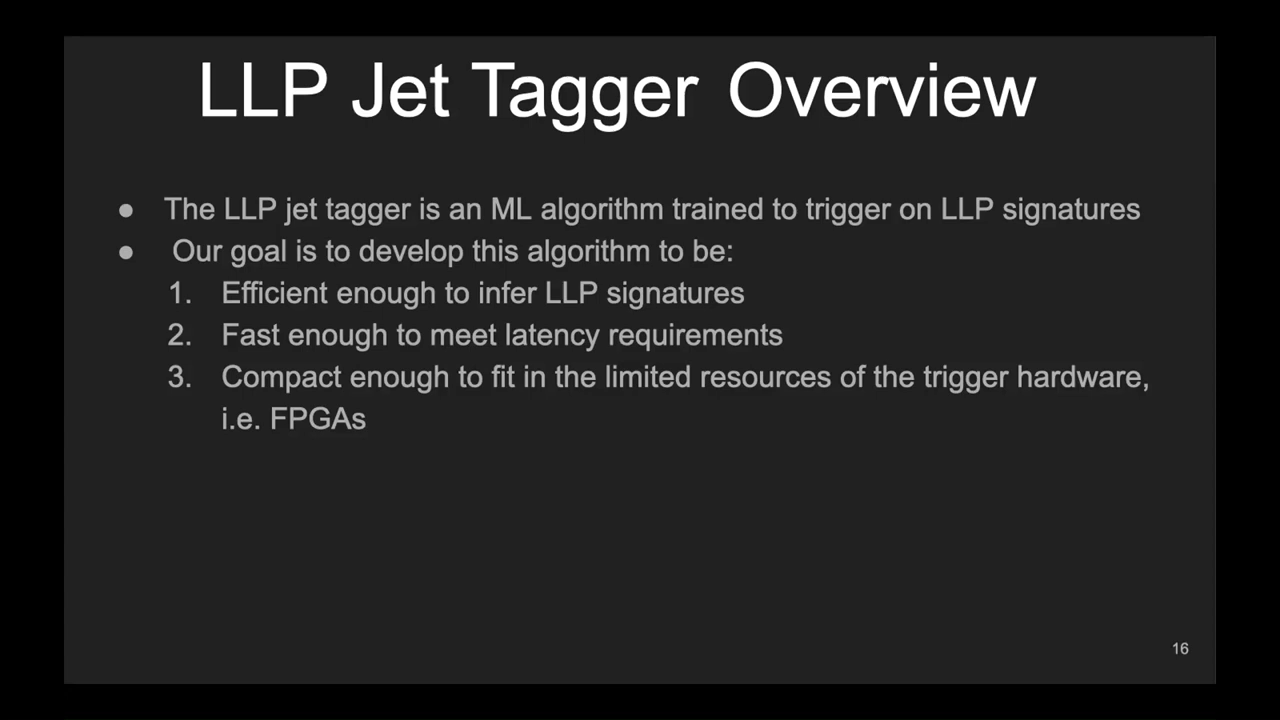 LLP Jet Tagger Overview
● The LLP jet tagger is an ML algorithm trained to trigger on LLP signatures
● Our goal is to develop this algorithm to be:
1. Efficient enough to infer LLP signatures
2. Fast enough to meet latency requirements
3. Compact enough to fit in the limited resources of the trigger hardware,
i.e. FPGAs
16